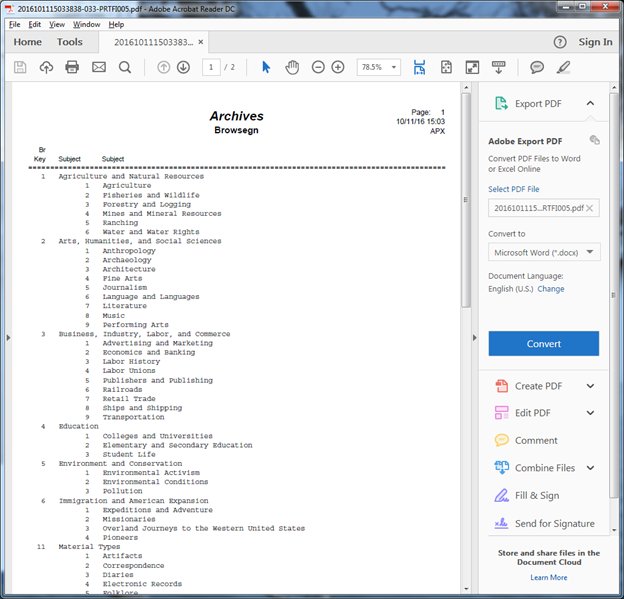 2016101115033838-033-PRTFI005.pdf - Adobe Acrobat Reader DC
File Edit View Window Help
Home Tools 20161011150338... × Sign In
1 / 2 78.5%
Archives
Browsegn
Page: 1
10/11/16 15:03
APX
Br
Key Subject Subject
1 Agriculture and Natural Resources
1 Agriculture
2 Fisheries and Wildlife
3 Forestry and Logging
4 Mines and Mineral Resources
5 Ranching
6 Water and Water Rights
2 Arts, Humanities, and Social Sciences
1 Anthropology
2 Archaeology
3 Architecture
4 Fine Arts
5 Journalism
6 Language and Languages
7 Literature
8 Music
9 Performing Arts
3 Business, Industry, Labor, and Commerce
1 Advertising and Marketing
2 Economics and Banking
3 Labor History
4 Labor Unions
5 Publishers and Publishing
6 Railroads
7 Retail Trade
8 Ships and Shipping
9 Transportation
4 Education
1 Colleges and Universities
2 Elementary and Secondary Education
3 Student Life
5 Environment and Conservation
1 Environmental Activism
2 Environmental Conditions
3 Pollution
6 Immigration and American Expansion
1 Expeditions and Adventure
2 Missionaries
3 Overland Journeys to the Western United States
4 Pioneers
11 Material Types
1 Artifacts
2 Correspondence
3 Diaries
4 Electronic Records
5 Folklore
Export PDF
Adobe Export PDF
Convert PDF Files to Word
or Excel Online
Select PDF File
2016101115...RTFI005.pdf ×
Convert to
Microsoft Word (*.docx)
Document Language:
English (U.S.) Change
Convert
Create PDF
Edit PDF
Comment
Combine Files
Fill & Sign
Send for Signature
Store and share files in the
Document Cloud
Learn More